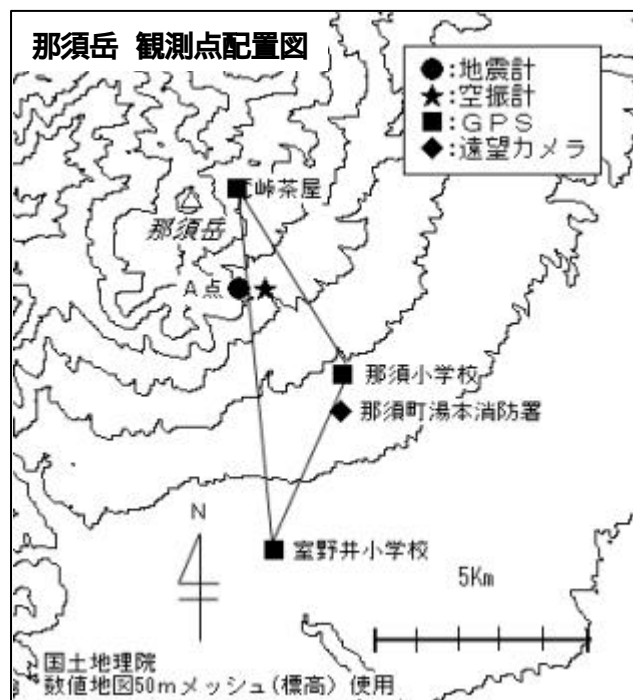 那須岳 観測点配置図
●:地震計
★:空振計
■:GPS
◆:遠望カメラ
峠茶屋
那須岳
A点
那須小学校
那須町湯本消防署
N
室野井小学校
5Km
国土地理院
数値地図50mメッシュ(標高)使用